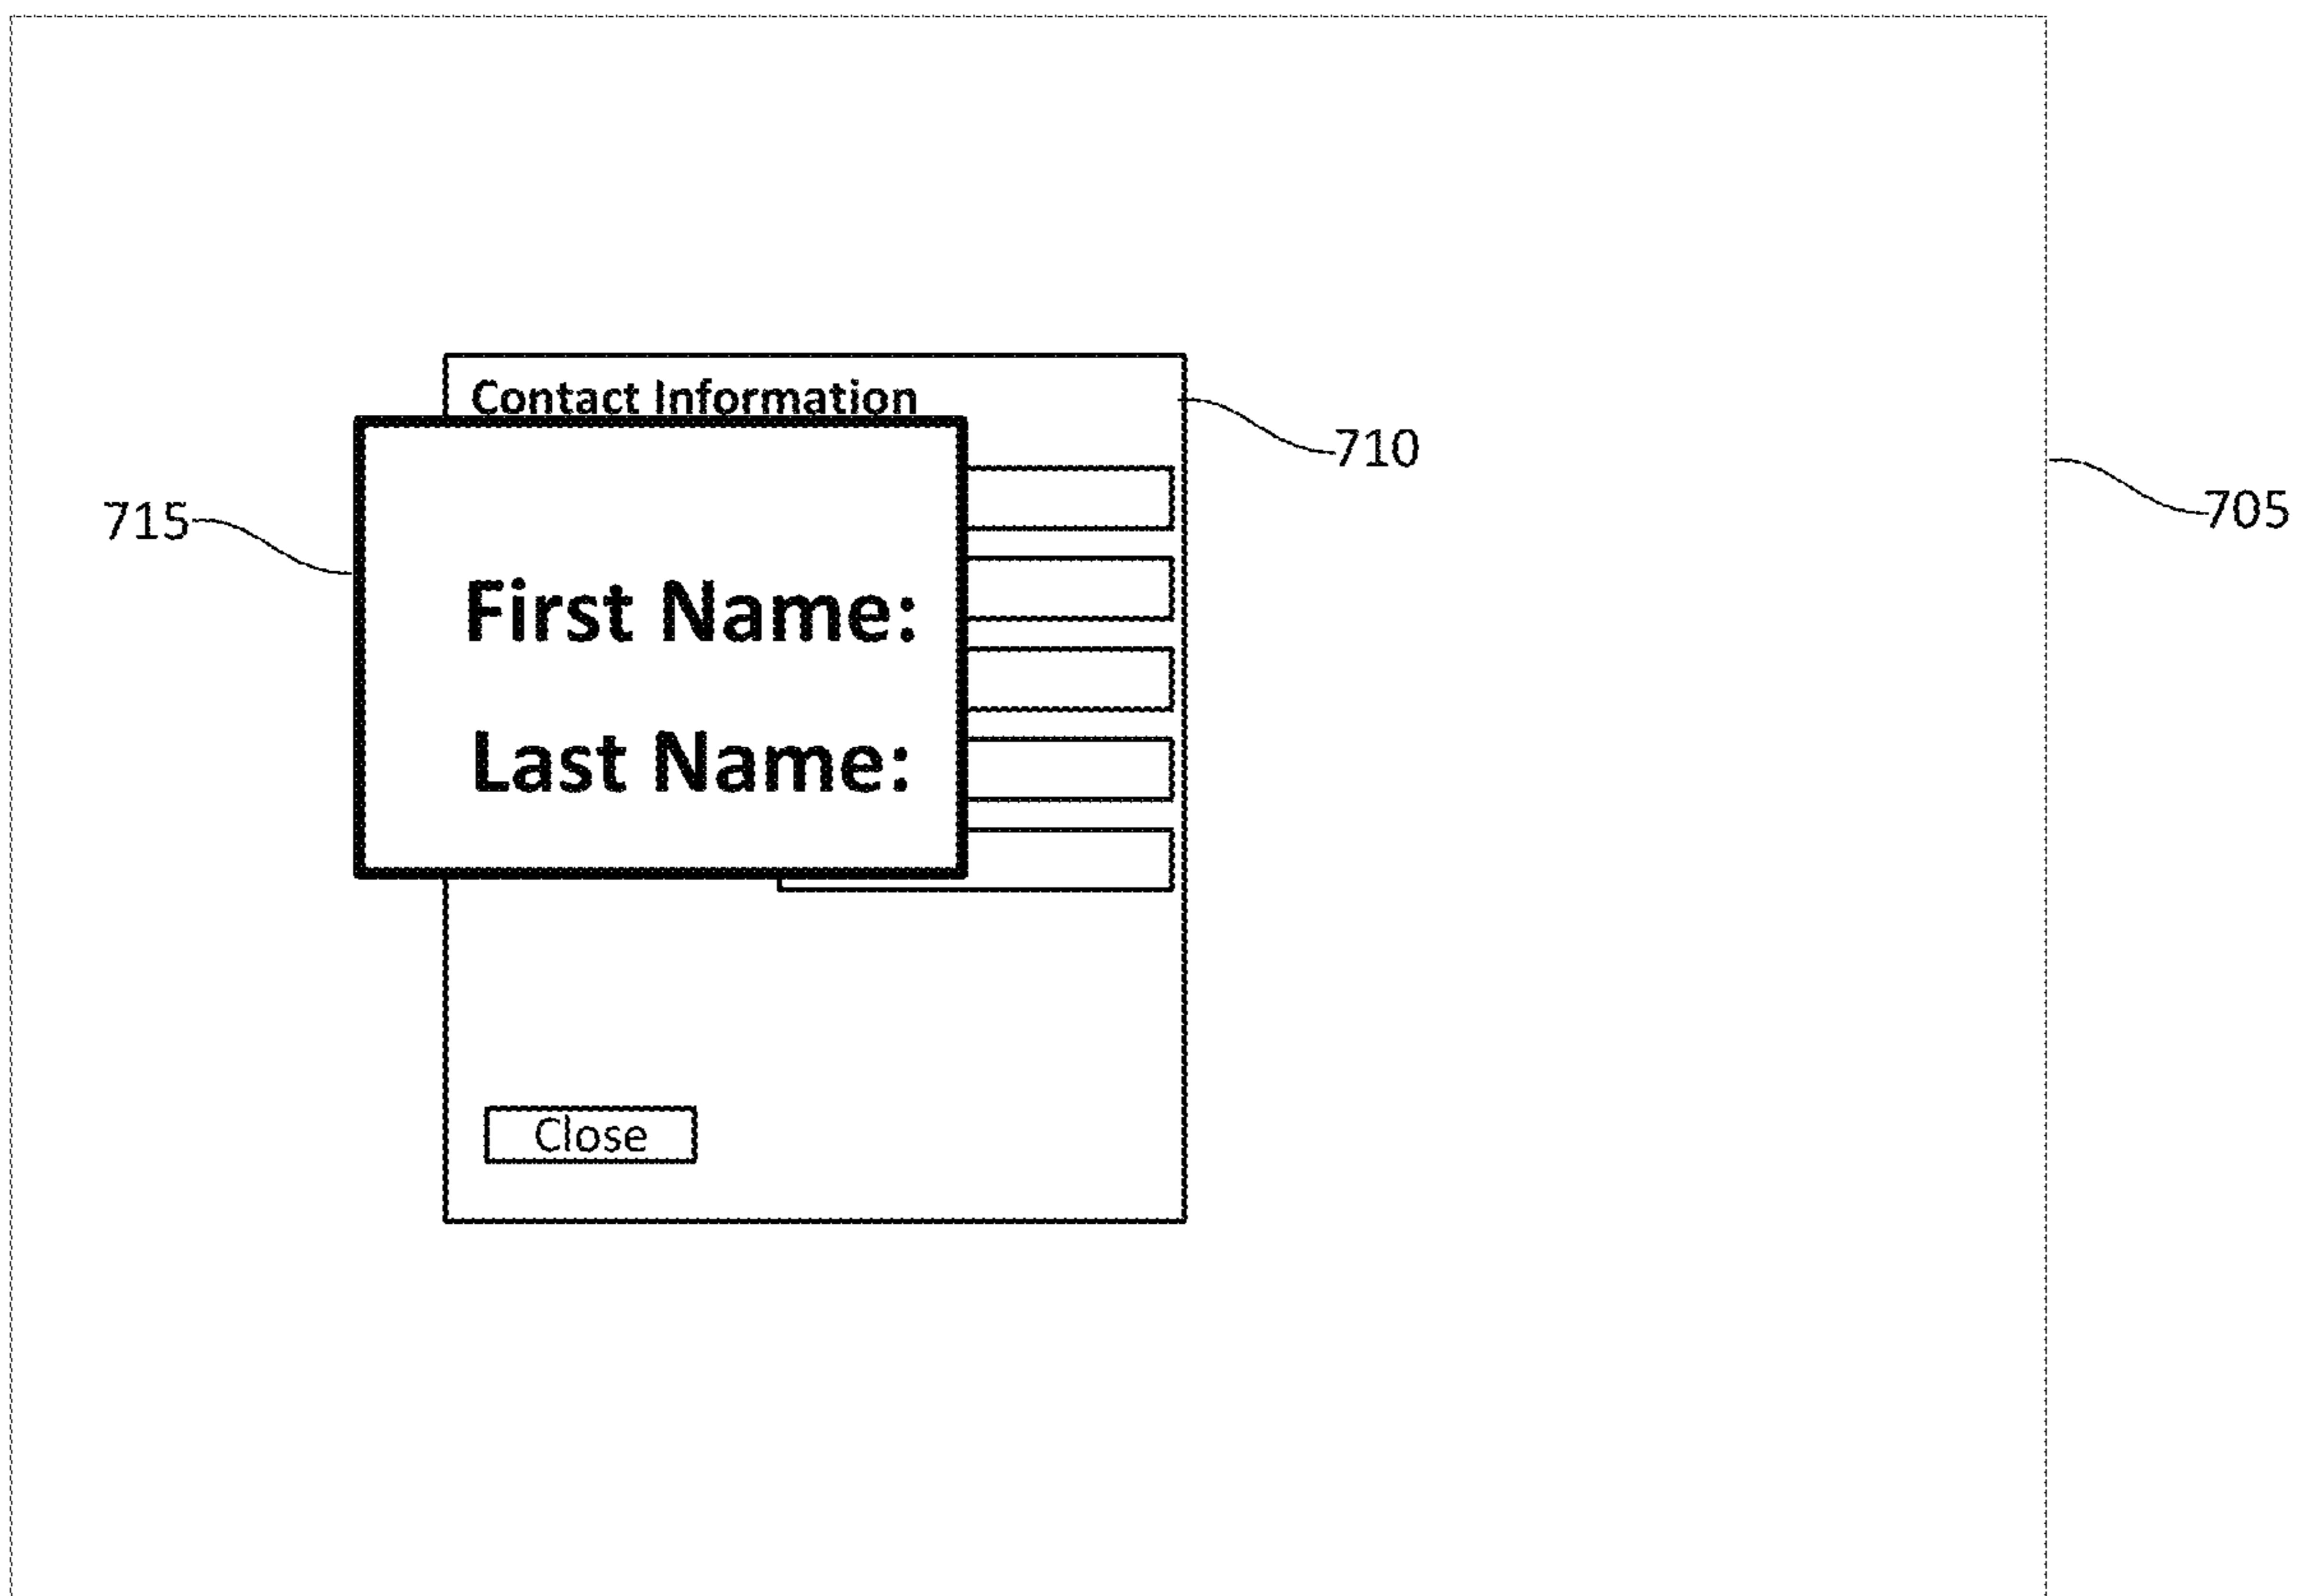 Contact Information
710
705
715
First Name:
Last Name:
Close